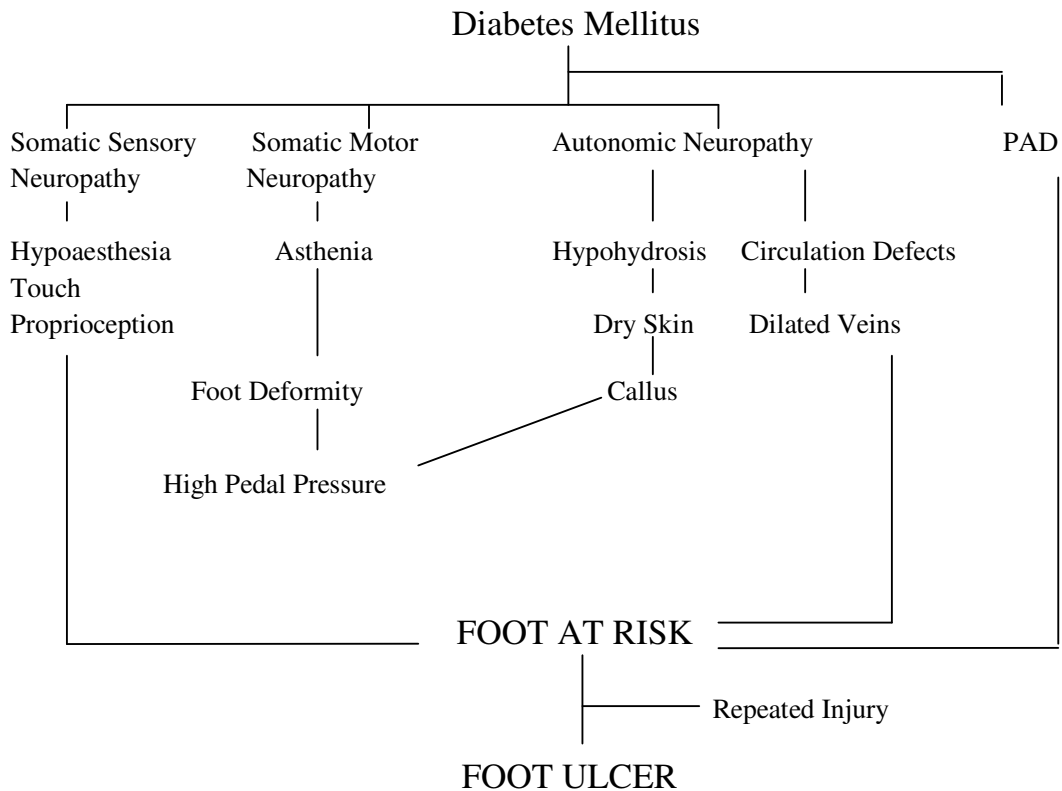 Diabetes Mellitus
Somatic Sensory Neuropathy
Somatic Motor Neuropathy
Autonomic Neuropathy
PAD
Hypoaesthesia
Touch
Proprioception
Asthenia
Hypohydrosis
Circulation Defects
Dry Skin
Dilated Veins
Foot Deformity
Callus
High Pedal Pressure
FOOT AT RISK
Repeated Injury
FOOT ULCER